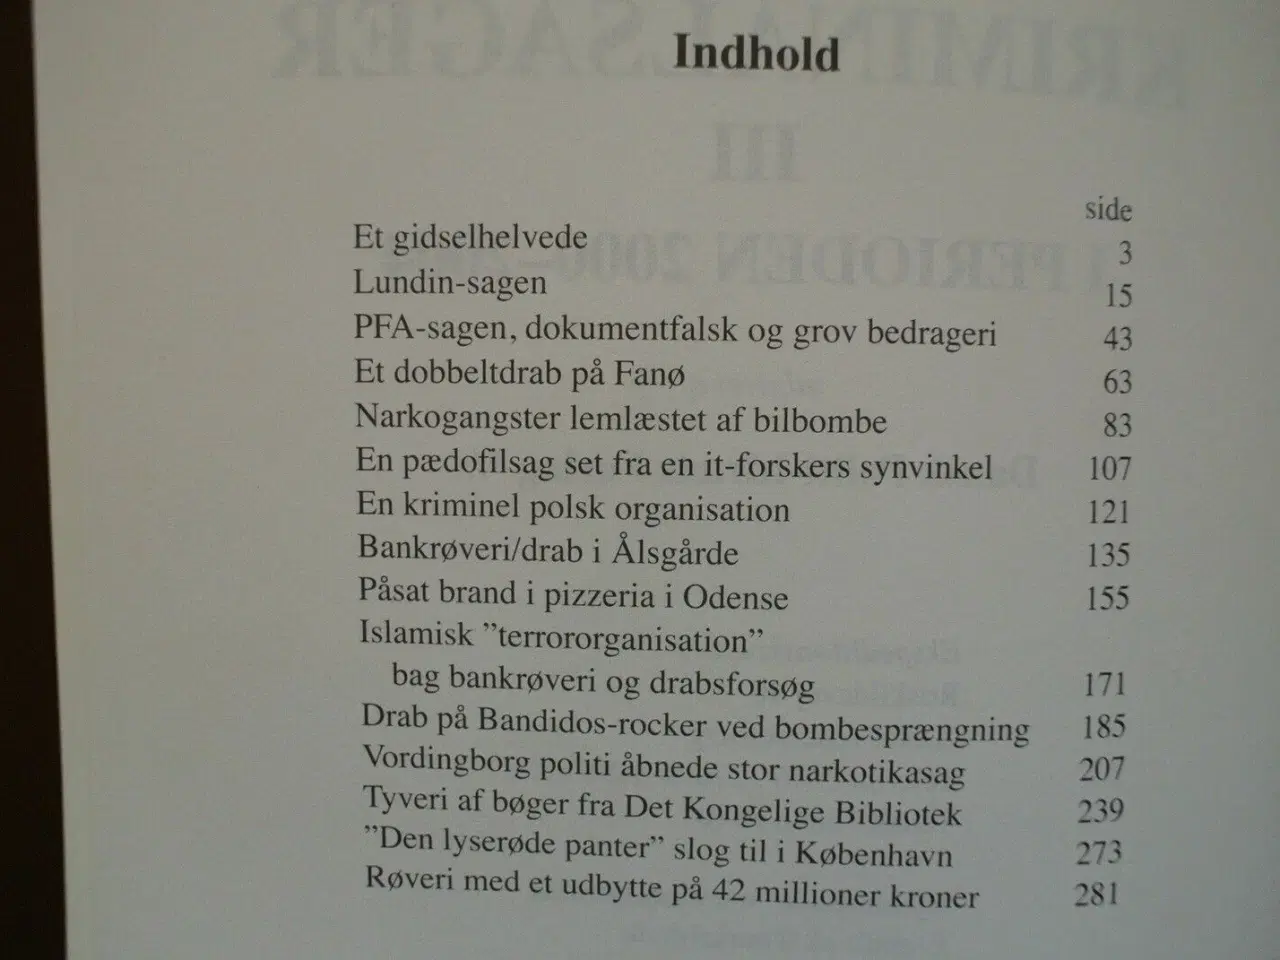 Indhold
side
Et gidselhelvede 3
Lundin-sagen 15
PFA-sagen, dokumentfalsk og grov bedrageri 43
Et dobbeltdrab på Fanø 63
Narkogangster lemlæstet af bilbombe 83
En pædofilsag set fra en it-forskers synvinkel 107
En kriminel polsk organisation 121
Bankrøveri/drab i Ålsgårde 135
Påsat brand i pizzeria i Odense 155
Islamisk ”terrororganisation”
bag bankrøveri og drabsforsøg 171
Drab på Bandidos-rocker ved bombesprængning 185
Vordingborg politi åbnede stor narkotikasag 207
Tyveri af bøger fra Det Kongelige Bibliotek 239
”Den lyserøde panter” slog til i København 273
Røveri med et udbytte på 42 millioner kroner 281